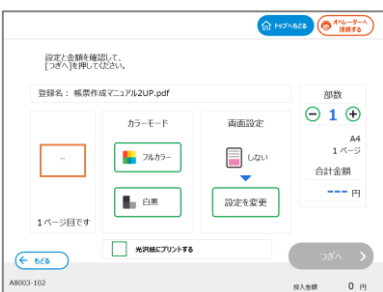 トップへもどる
オペレーターへ
接続する
設定と金額を確認して、
[つぎへ]を押してください。
登録名： 帳票作成マニュアル2UP.pdf
部数
1
A4
1 ページ
合計金額
--- 円
カラーモード
フルカラー
白黒
両面設定
しない
設定を変更
--
1ページ目です
光沢紙にプリントする
もどる
つぎへ
A8003-102
投入金額 0 円